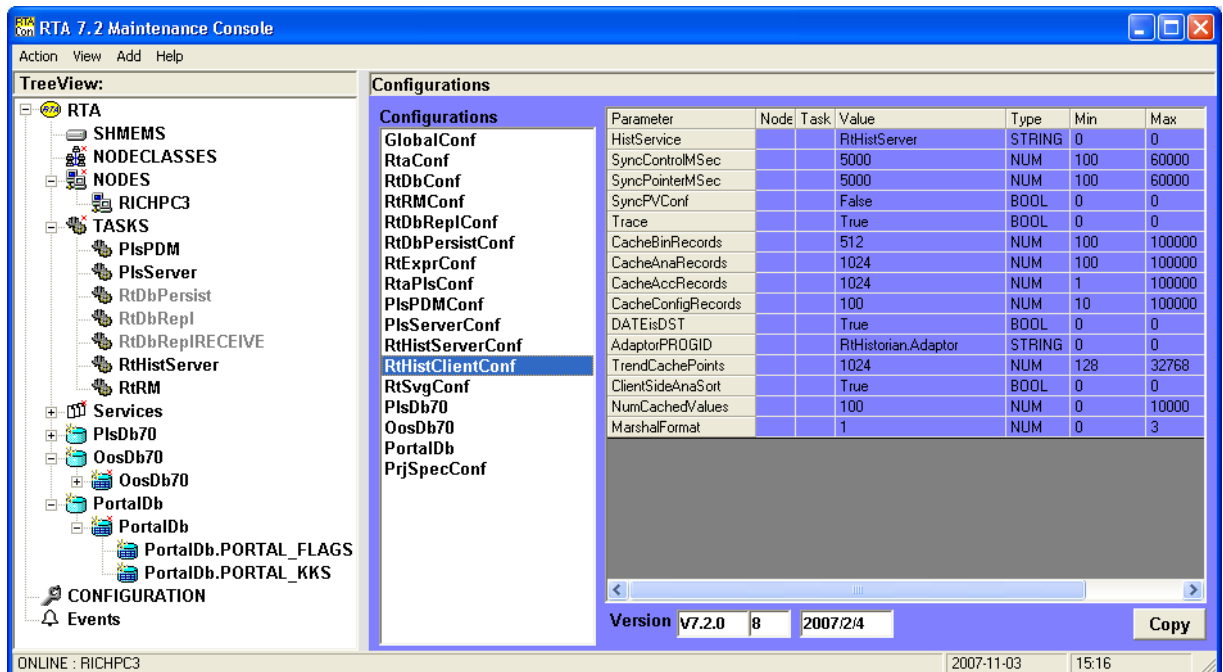 RTA 7.2 Maintenance Console
Action View Add Help
TreeView:
RTA
SHMEMS
NODECLASSES
NODES
RICHPC3
TASKS
PlsPDM
PlsServer
RtDbPersist
RtDbRepl
RtDbReplRECEIVE
RtHistServer
RtRM
Services
PlsDb70
OosDb70
OosDb70
PortalDb
PortalDb
PortalDb.PORTAL_FLAGS
PortalDb.PORTAL_KKS
CONFIGURATION
Events
Configurations
Configurations
GlobalConf
RtaConf
RtDbConf
RtRMConf
RtDbReplConf
RtDbPersistConf
RtExprConf
RtaPlsConf
PlsPDMConf
PlsServerConf
RtHistServerConf
RtHistClientConf
RtSvgConf
PlsDb70
OosDb70
PortalDb
PrjSpecConf
Parameter Node Task Value Type Min Max
HistService RtHistServer STRING 0 0
SyncControlMSec 5000 NUM 100 60000
SyncPointerMSec 5000 NUM 100 60000
SyncPVConf False BOOL 0 0
Trace True BOOL 0 0
CacheBinRecords 512 NUM 100 100000
CacheAnaRecords 1024 NUM 100 100000
CacheAccRecords 1024 NUM 1 100000
CacheConfigRecords 100 NUM 10 100000
DATEisDST True BOOL 0 0
AdaptorPROGID RtHistorian.Adaptor STRING 0 0
TrendCachePoints 1024 NUM 128 32768
ClientSideAnaSort True BOOL 0 0
NumCachedValues 100 NUM 0 10000
MarshalFormat 1 NUM 0 3
Version V7.2.0 8 2007/2/4 Copy
ONLINE : RICHPC3 2007-11-03 15:16